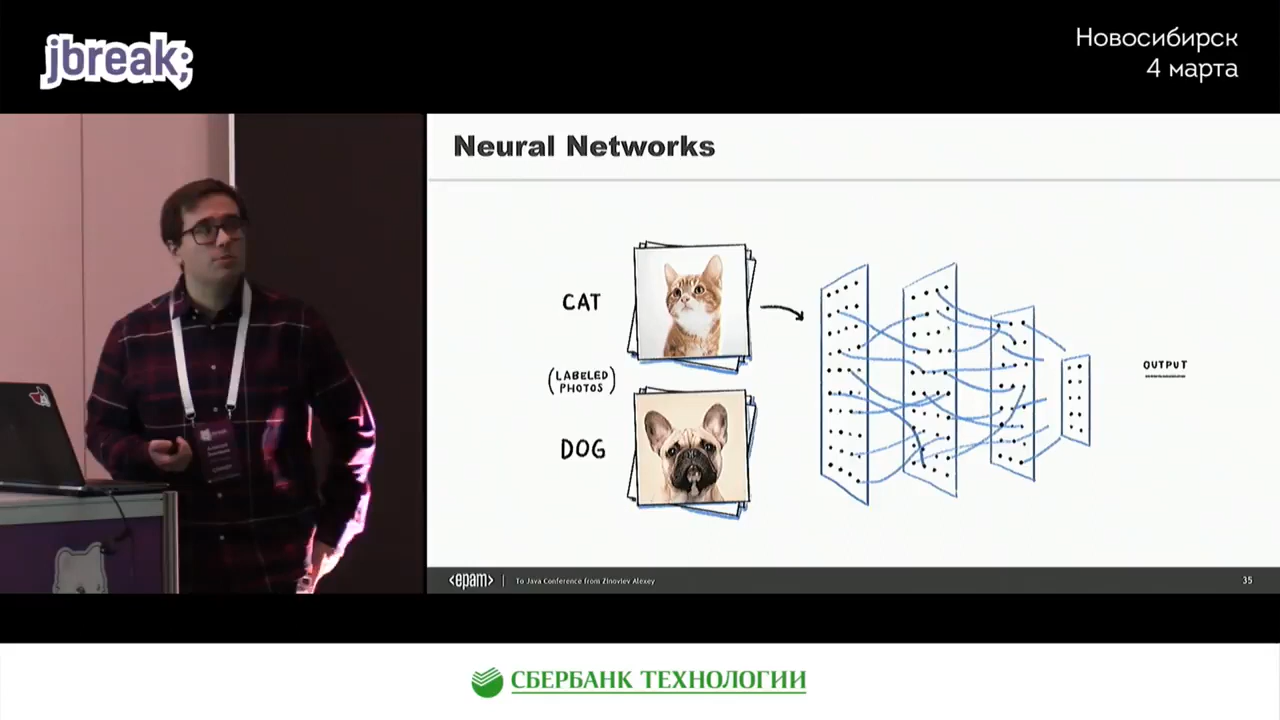 jbreak;
Новосибирск
4 марта
Neural Networks
CAT
(LABELED
PHOTOS)
DOG
OUTPUT
<epam> | To Java Conference from Zinoviev Alexey
35
СБЕРБАНК ТЕХНОЛОГИИ